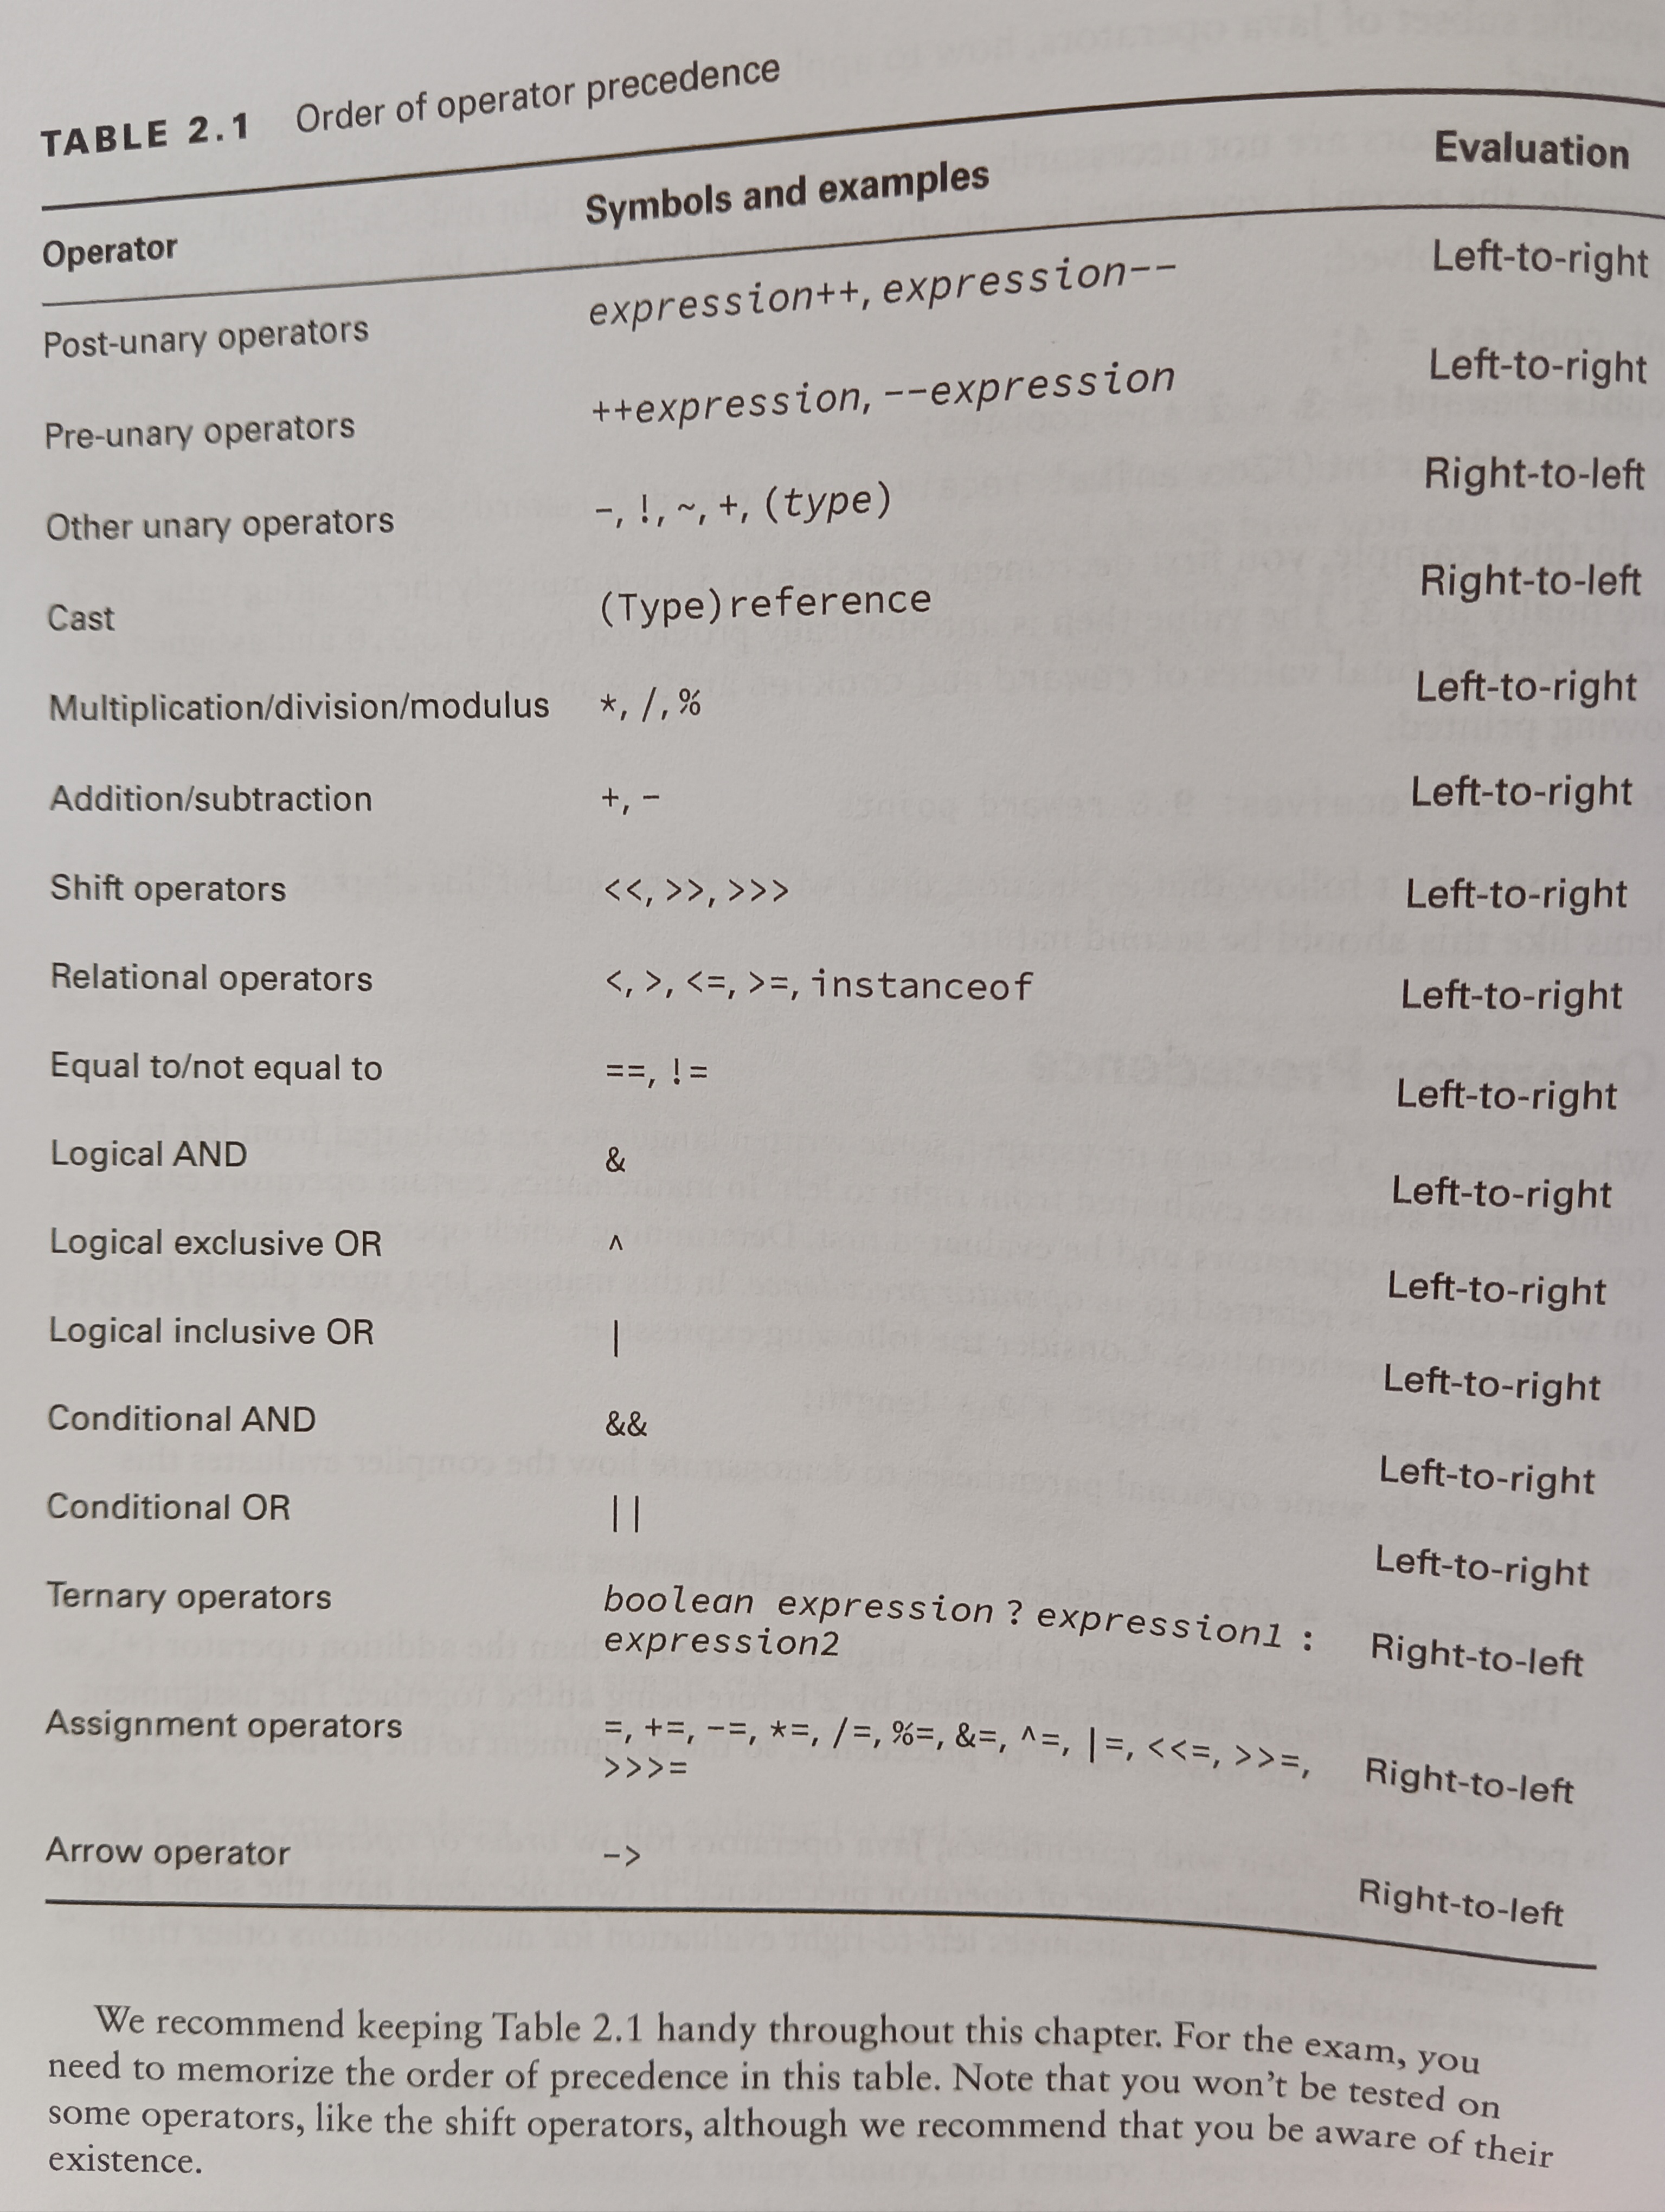 TABLE 2.1 Order of operator precedence
Operator Symbols and examples Evaluation
Post-unary operators expression++, expression-- Left-to-right
Pre-unary operators ++expression, --expression Left-to-right
Other unary operators -, !, ~, +, (type) Right-to-left
Cast (Type)reference Right-to-left
Multiplication/division/modulus *, /, % Left-to-right
Addition/subtraction +, - Left-to-right
Shift operators <<, >>, >>> Left-to-right
Relational operators <, >, <=, >=, instanceof Left-to-right
Equal to/not equal to ==, != Left-to-right
Logical AND & Left-to-right
Logical exclusive OR ^ Left-to-right
Logical inclusive OR | Left-to-right
Conditional AND && Left-to-right
Conditional OR || Left-to-right
Ternary operators boolean expression ? expression1 :
expression2 Right-to-left
Assignment operators =, +=, -=, *=, /=, %=, &=, ^=, |=, <<=, >>=,
>>>= Right-to-left
Arrow operator -> Right-to-left
We recommend keeping Table 2.1 handy throughout this chapter. For the exam, you
need to memorize the order of precedence in this table. Note that you won't be tested on
some operators, like the shift operators, although we recommend that you be aware of their
existence.